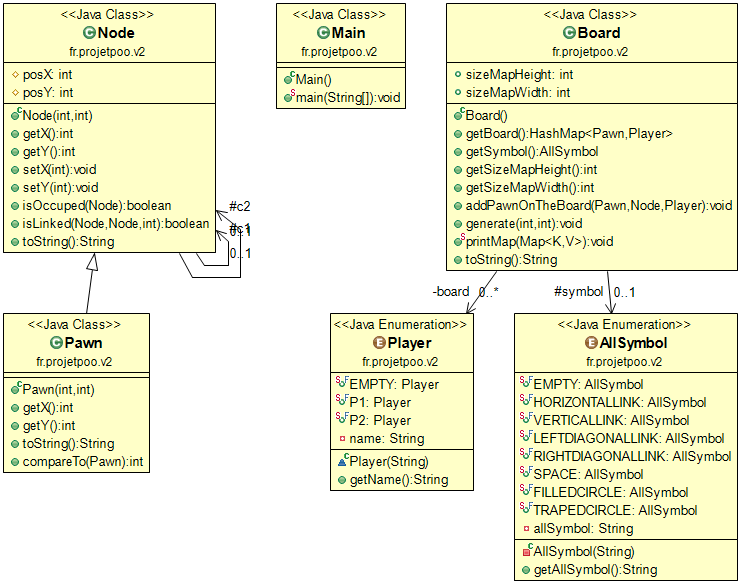 <<Java Class>>
Node
fr.projetpoo.v2
posX: int
posY: int
Node(int,int)
getX():int
getY():int
setX(int):void
setY(int):void
isOccuped(Node):boolean
isLinked(Node,Node,int):boolean
toString():String
#c2
#c1
0..1
0..1
<<Java Class>>
Main
fr.projetpoo.v2
Main()
main(String[]):void
<<Java Class>>
Board
fr.projetpoo.v2
sizeMapHeight: int
sizeMapWidth: int
Board()
getBoard():HashMap<Pawn,Player>
getSymbol():AllSymbol
getSizeMapHeight():int
getSizeMapWidth():int
addPawnOnTheBoard(Pawn,Node,Player):void
generate(int,int):void
printMap(Map<K,V>):void
toString():String
-board 0..*
#symbol 0..1
<<Java Class>>
Pawn
fr.projetpoo.v2
Pawn(int,int)
getX():int
getY():int
toString():String
compareTo(Pawn):int
<<Java Enumeration>>
Player
fr.projetpoo.v2
EMPTY: Player
P1: Player
P2: Player
name: String
Player(String)
getName():String
<<Java Enumeration>>
AllSymbol
fr.projetpoo.v2
EMPTY: AllSymbol
HORIZONTALLINK: AllSymbol
VERTICALLINK: AllSymbol
LEFTDIAGONALLINK: AllSymbol
RIGHTDIAGONALLINK: AllSymbol
SPACE: AllSymbol
FILLEDCIRCLE: AllSymbol
TRAPEDCIRCLE: AllSymbol
allSymbol: String
AllSymbol(String)
getAllSymbol():String